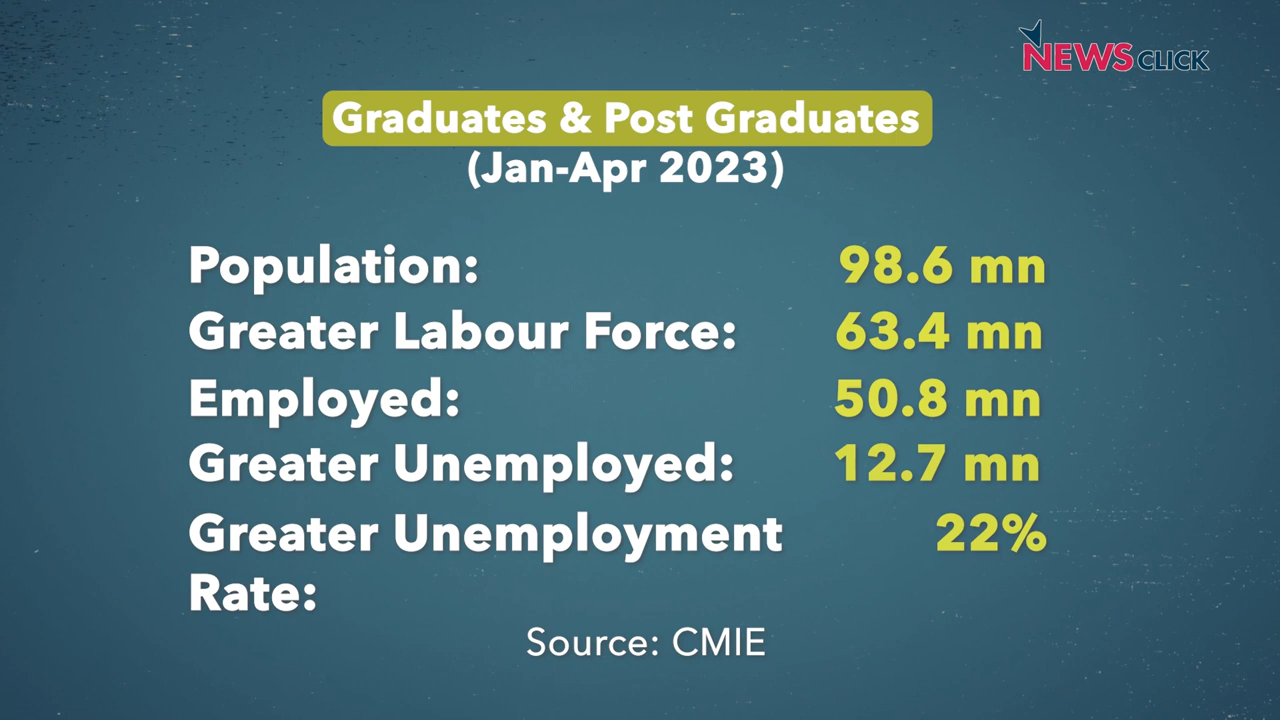 NEWSCLICK
Graduates & Post Graduates
(Jan-Apr 2023)
Population: 98.6 mn
Greater Labour Force: 63.4 mn
Employed: 50.8 mn
Greater Unemployed: 12.7 mn
Greater Unemployment 22%
Rate:
Source: CMIE